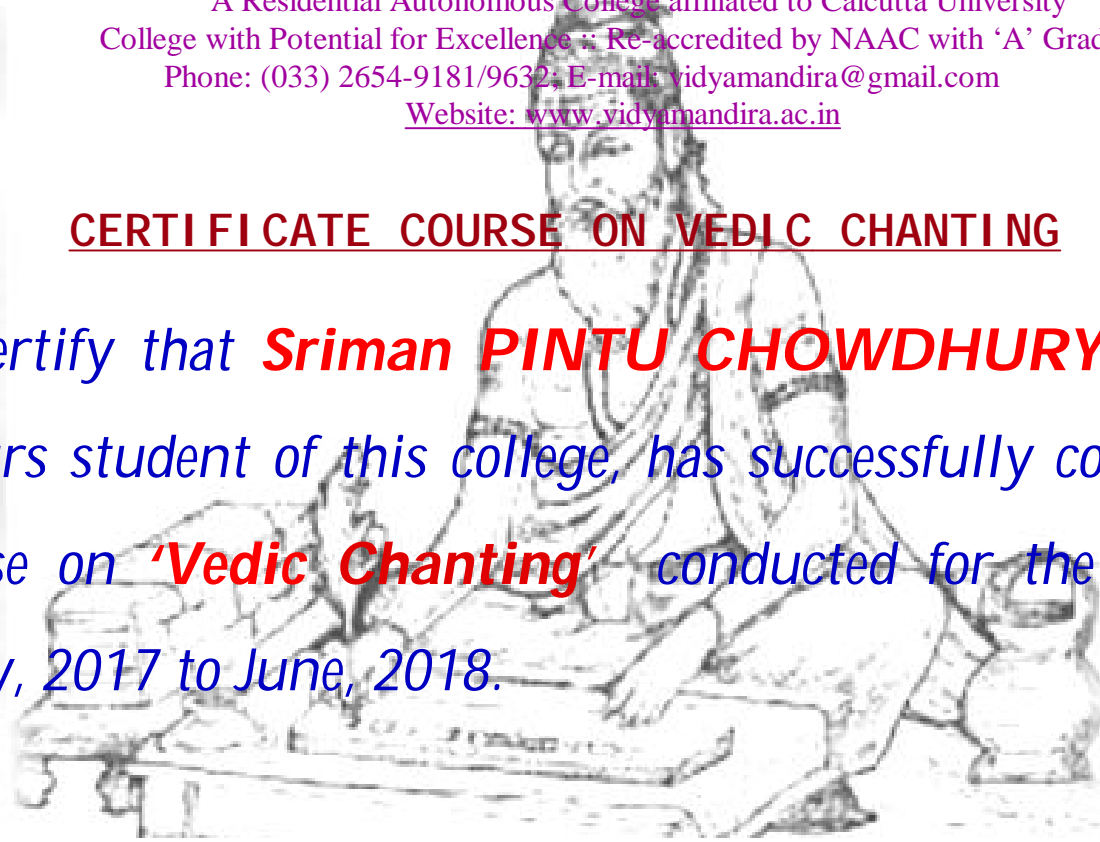 A Residential Autonomous College affiliated to Calcutta University
College with Potential for Excellence :: Re-accredited by NAAC with ‘A’ Grad
Phone: (033) 2654-9181/9632; E-mail: vidyamandira@gmail.com
Website: www.vidyamandira.ac.in
CERTIFICATE COURSE ON VEDIC CHANTING
ertify that Sriman PINTU CHOWDHURY
rs student of this college, has successfully co
se on ‘Vedic Chanting’ conducted for the
y, 2017 to June, 2018.